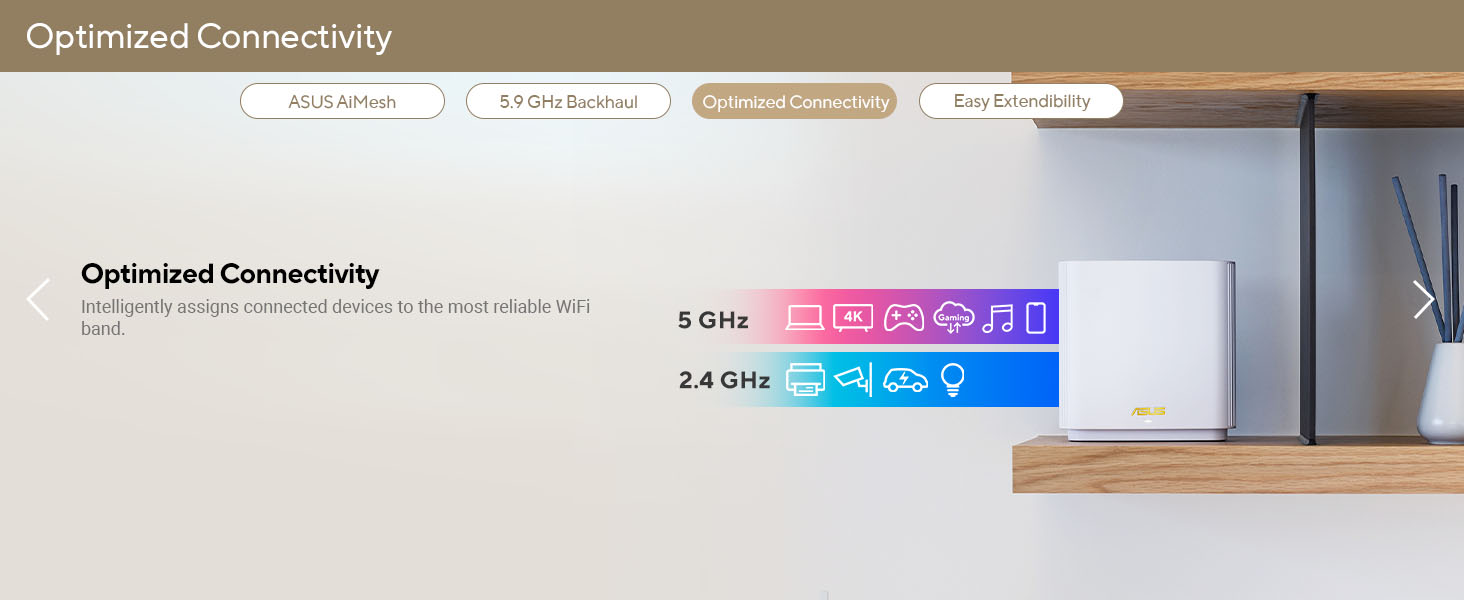 Optimized Connectivity
ASUS AiMesh
5.9 GHz Backhaul
Optimized Connectivity
Easy Extendibility
Optimized Connectivity
Intelligently assigns connected devices to the most reliable WiFi
band.
5 GHz
4K
Gaming
2.4 GHz
ASUS